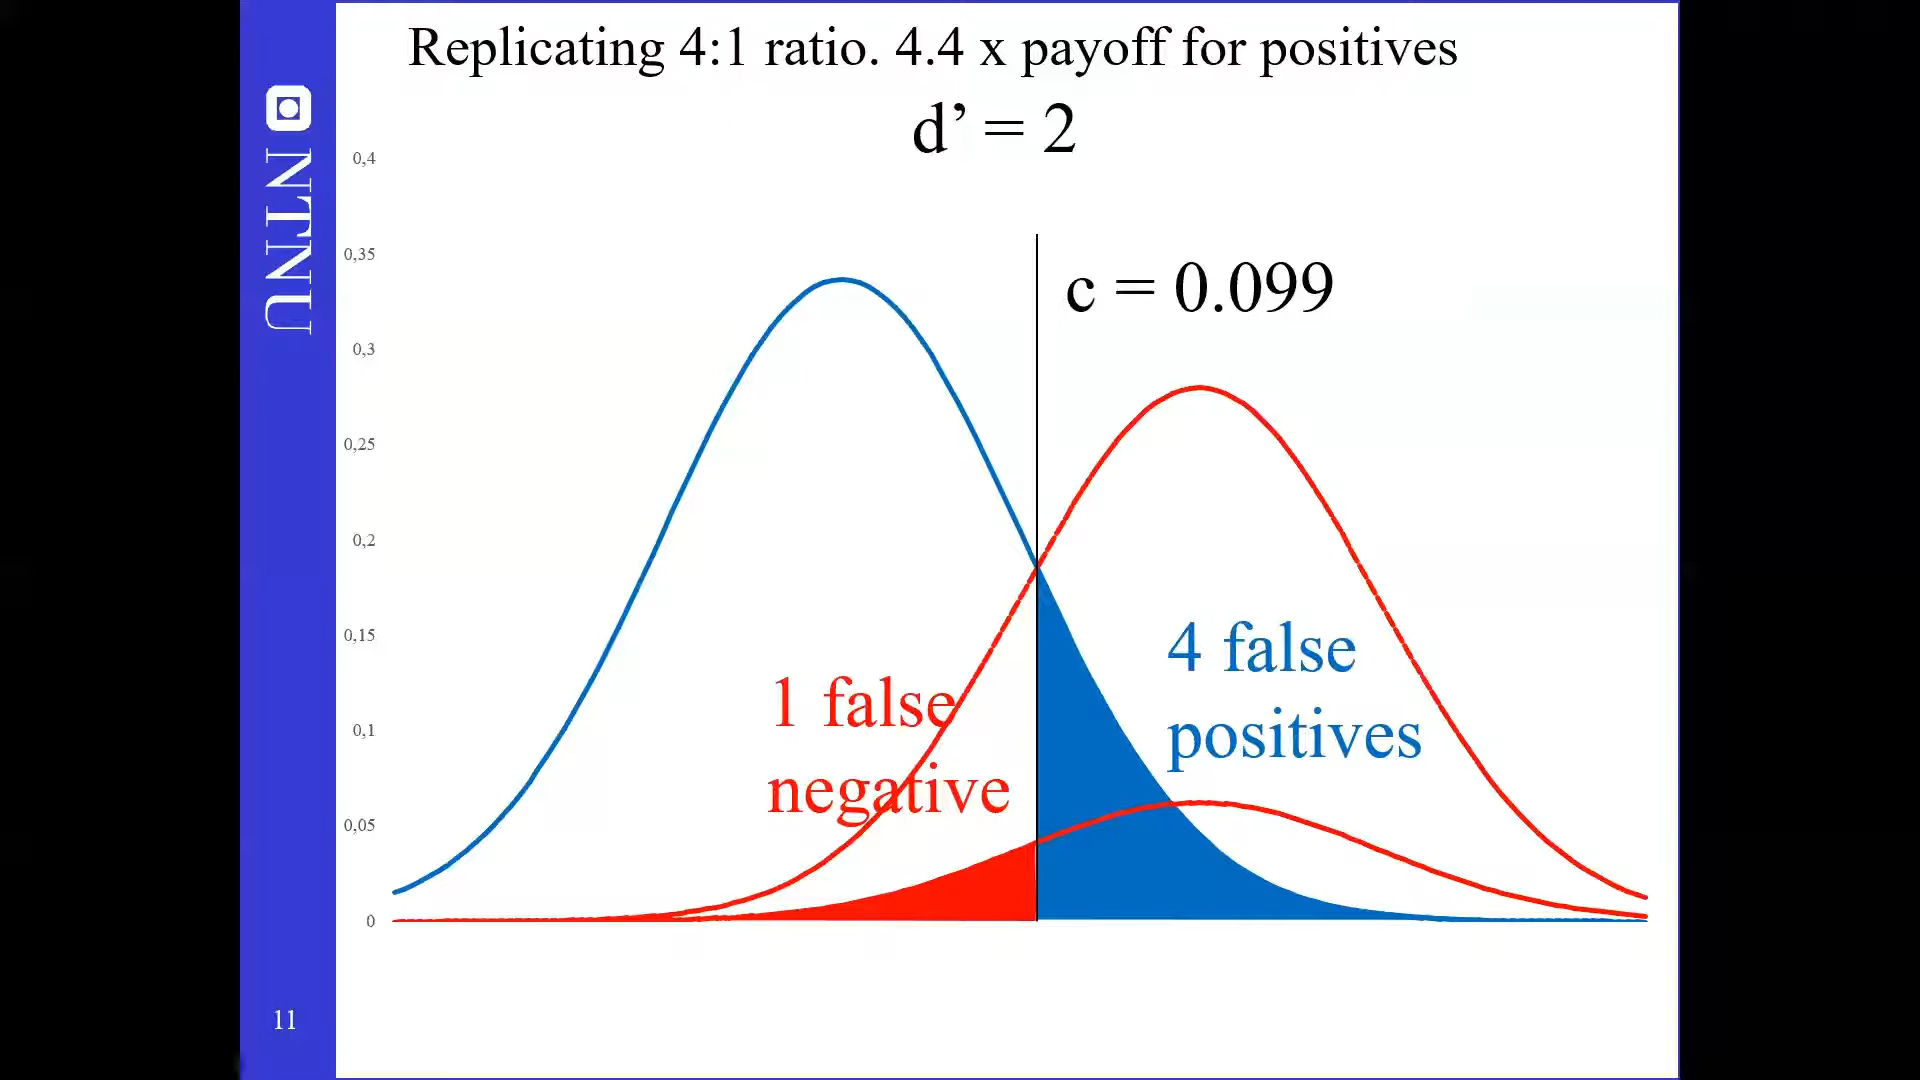 Replicating 4:1 ratio. 4.4 x payoff for positives
d’ = 2
NTNU
0,4
0,35
c = 0.099
0,3
0,25
0,2
0,15
0,1
0,05
0
1 false
negative
4 false
positives
11